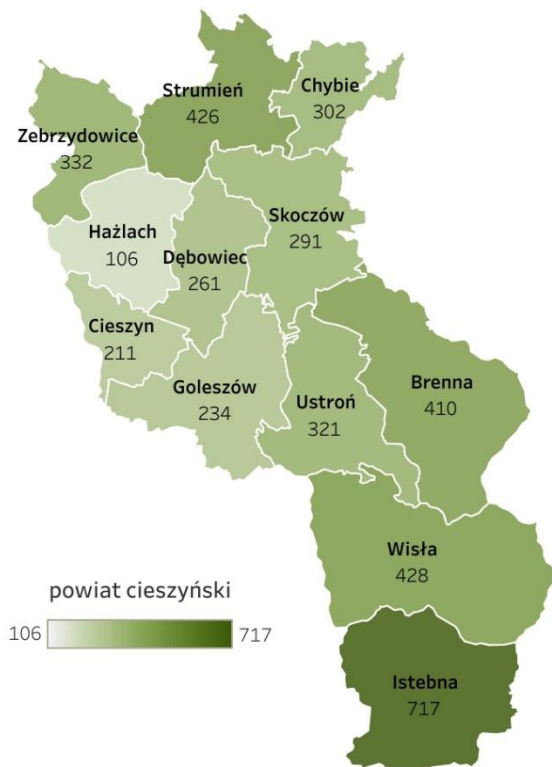 Strumień
426
Chybie
302
Zebrzydowice
332
Skoczów
291
Hażlach
106
Dębowiec
261
Cieszyn
211
Goleszów
234
Ustroń
321
Brenna
410
Wisła
428
powiat cieszyński
106 717
Istebna
717